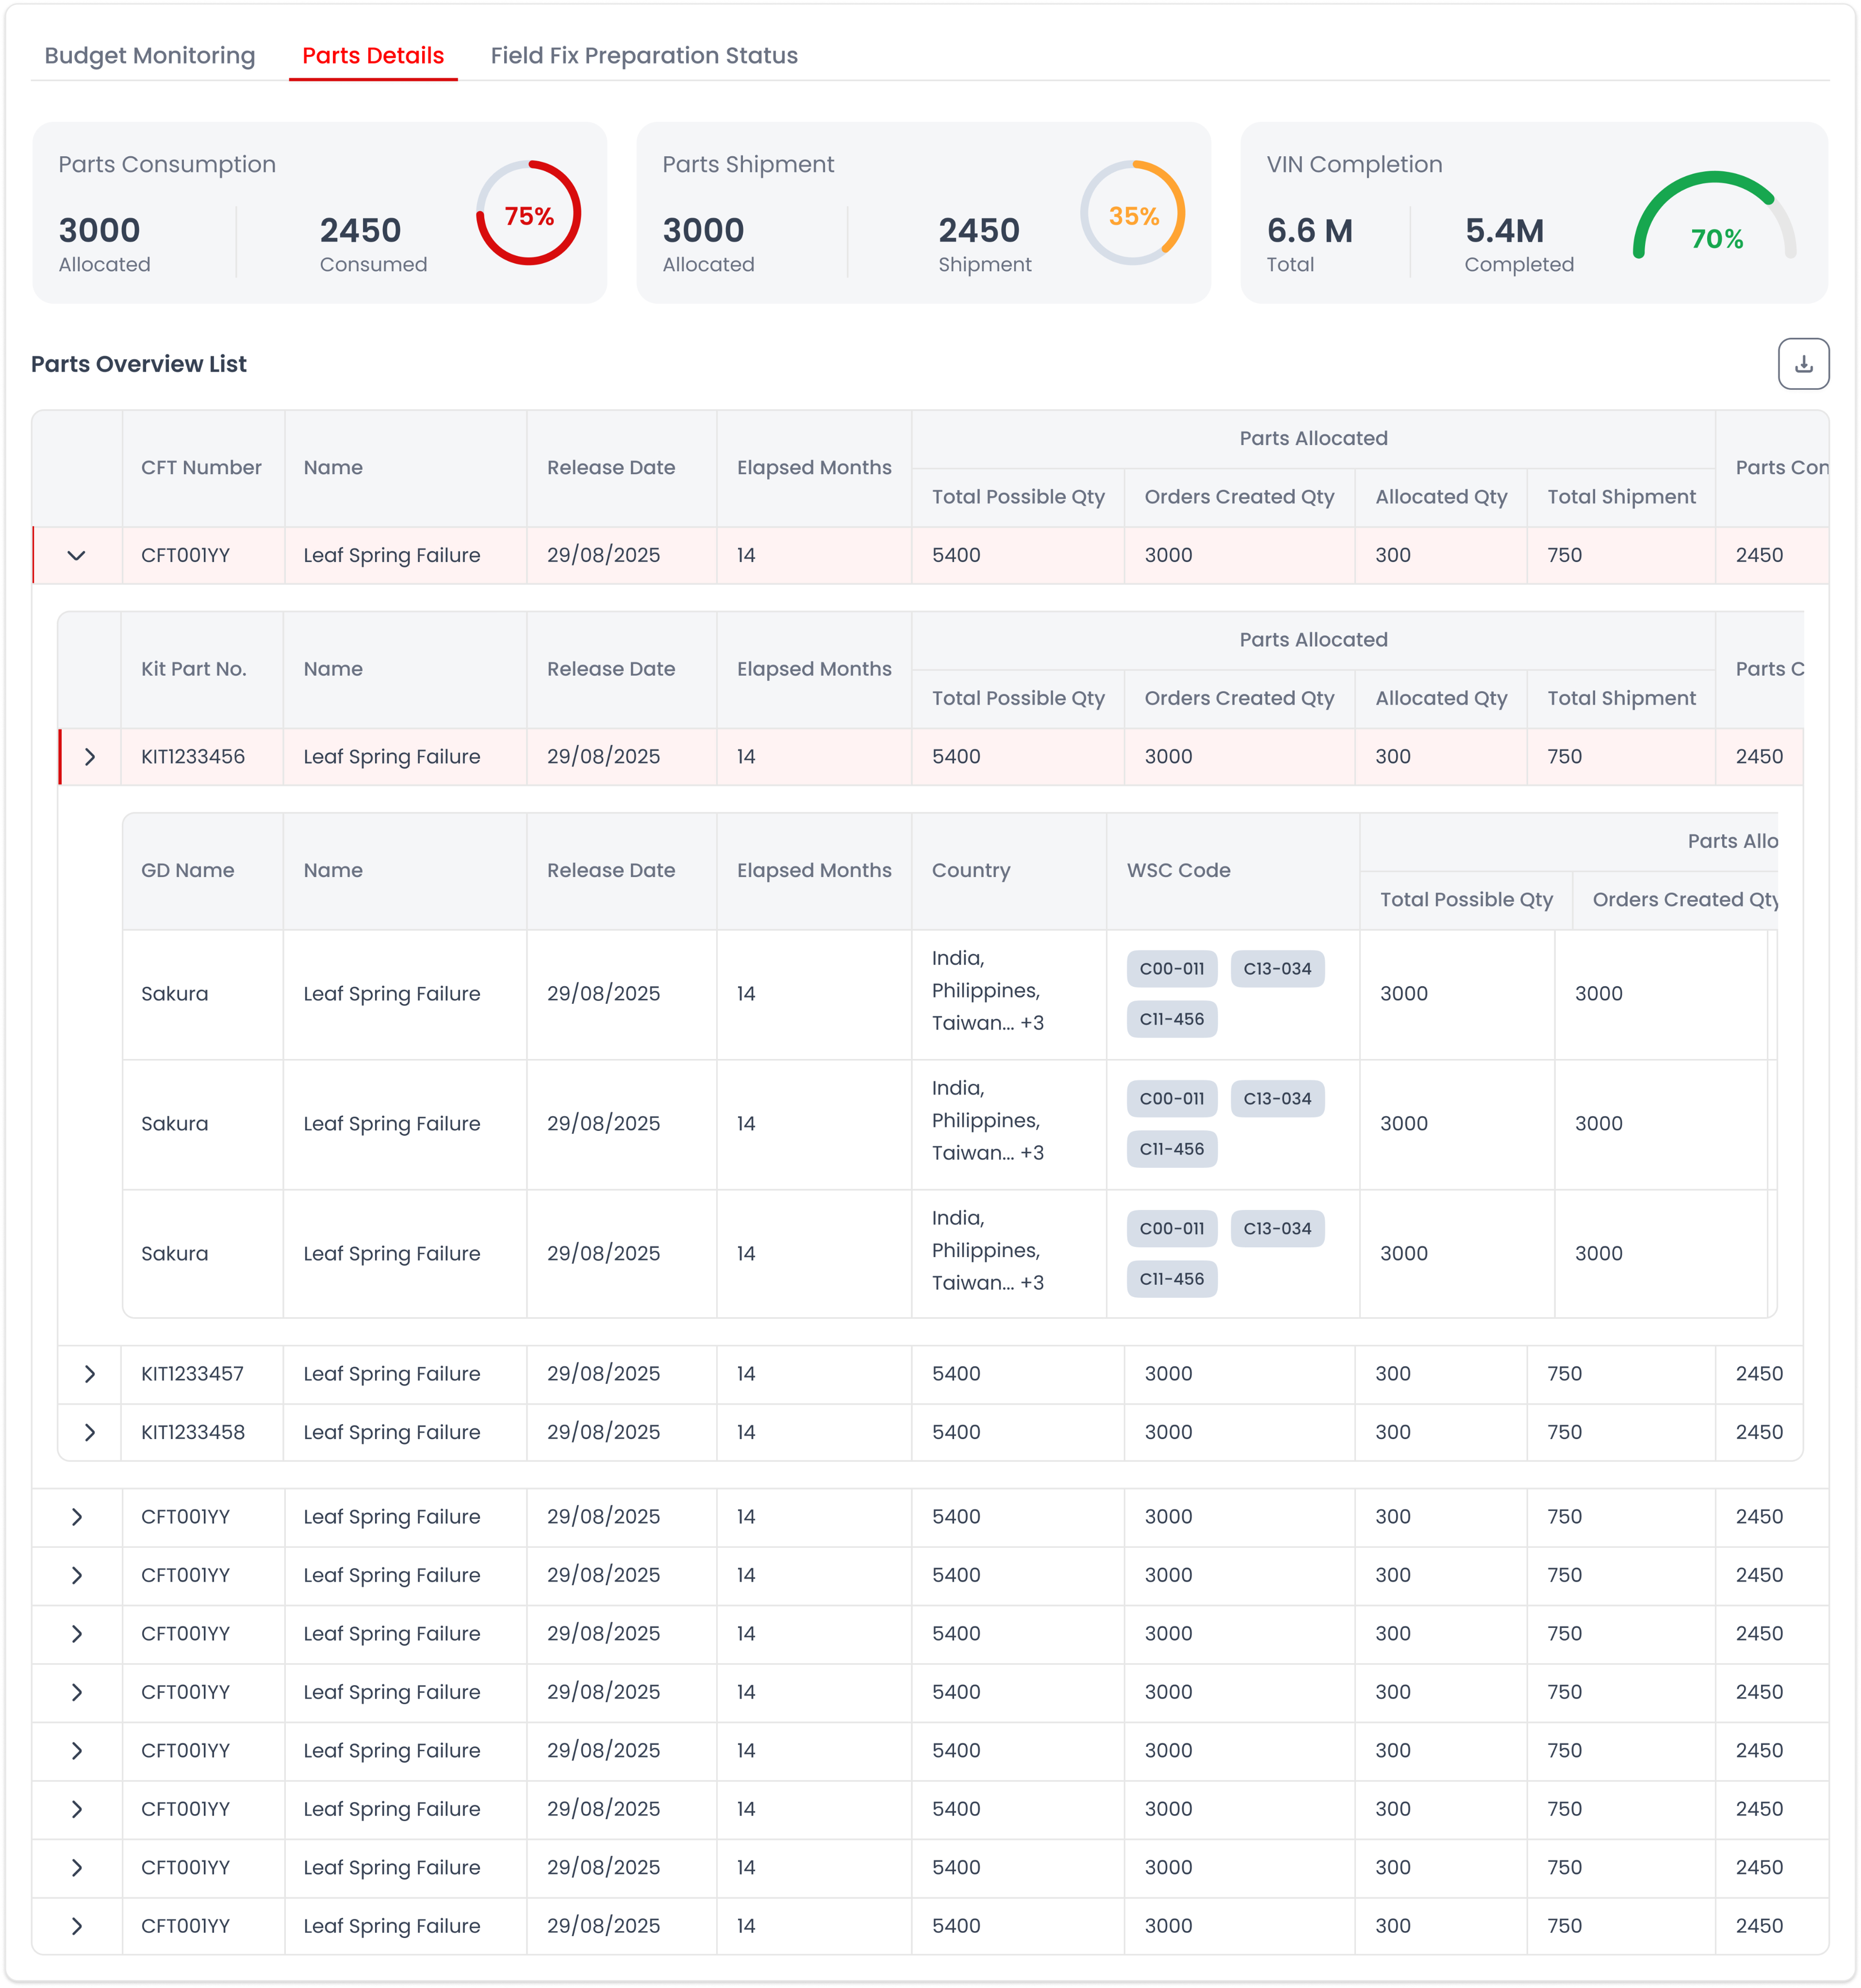 Budget Monitoring Parts Details Field Fix Preparation Status
Parts Consumption
3000 2450 75%
Allocated Consumed
Parts Shipment
3000 2450 35%
Allocated Shipment
VIN Completion
6.6 M 5.4M 70%
Total Completed
Parts Overview List
Parts Allocated
CFT Number Name Release Date Elapsed Months Parts Con
Total Possible Qty Orders Created Qty Allocated Qty Total Shipment
CFT001YY Leaf Spring Failure 29/08/2025 14 5400 3000 300 750 2450
Parts Allocated
Kit Part No. Name Release Date Elapsed Months Parts C
Total Possible Qty Orders Created Qty Allocated Qty Total Shipment
KIT1233456 Leaf Spring Failure 29/08/2025 14 5400 3000 300 750 2450
Parts Allo
GD Name Name Release Date Elapsed Months Country WSC Code
Total Possible Qty Orders Created Qty
India,
C00-011 C13-034
Sakura Leaf Spring Failure 29/08/2025 14 Philippines, 3000 3000
Taiwan... +3 C11-456
India,
C00-011 C13-034
Sakura Leaf Spring Failure 29/08/2025 14 Philippines, 3000 3000
Taiwan... +3 C11-456
India,
C00-011 C13-034
Sakura Leaf Spring Failure 29/08/2025 14 Philippines, 3000 3000
Taiwan... +3 C11-456
KIT1233457 Leaf Spring Failure 29/08/2025 14 5400 3000 300 750 2450
KIT1233458 Leaf Spring Failure 29/08/2025 14 5400 3000 300 750 2450
CFT001YY Leaf Spring Failure 29/08/2025 14 5400 3000 300 750 2450
CFT001YY Leaf Spring Failure 29/08/2025 14 5400 3000 300 750 2450
CFT001YY Leaf Spring Failure 29/08/2025 14 5400 3000 300 750 2450
CFT001YY Leaf Spring Failure 29/08/2025 14 5400 3000 300 750 2450
CFT001YY Leaf Spring Failure 29/08/2025 14 5400 3000 300 750 2450
CFT001YY Leaf Spring Failure 29/08/2025 14 5400 3000 300 750 2450
CFT001YY Leaf Spring Failure 29/08/2025 14 5400 3000 300 750 2450
CFT001YY Leaf Spring Failure 29/08/2025 14 5400 3000 300 750 2450